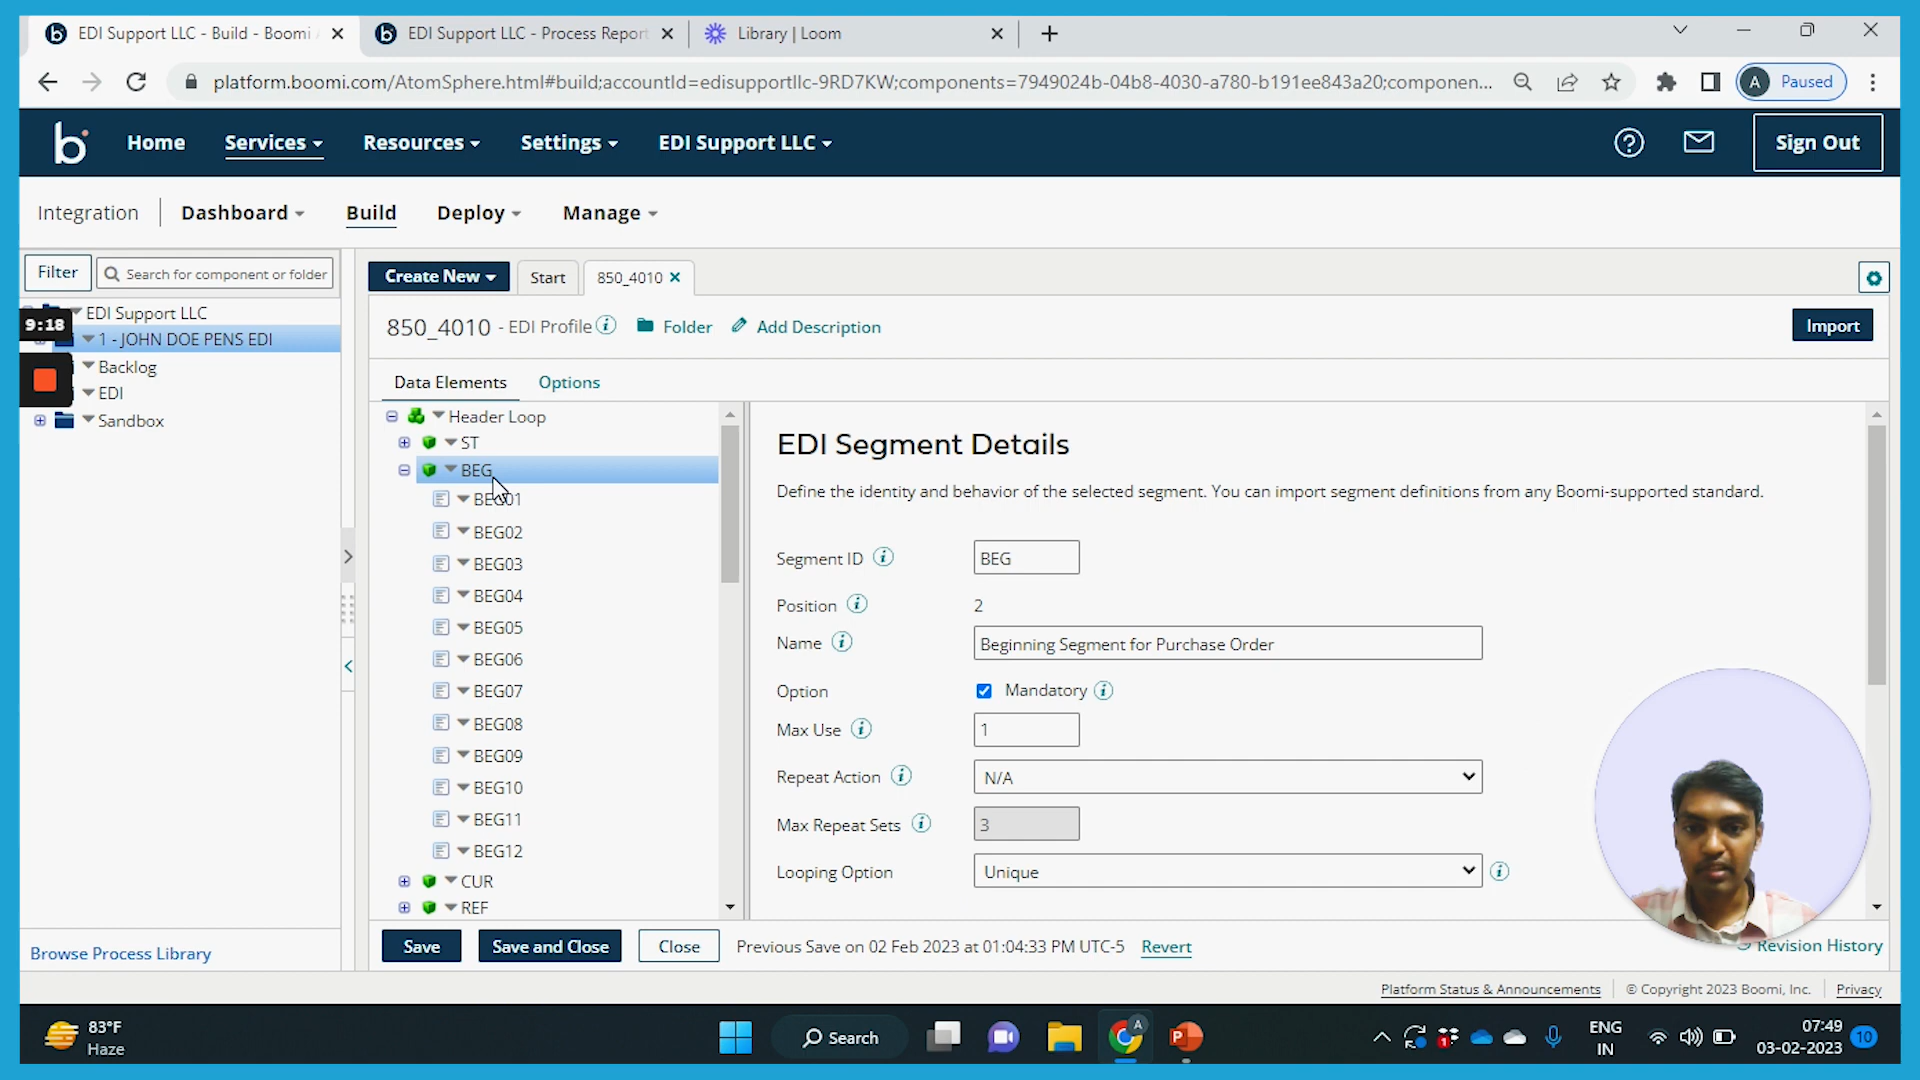 EDI Support LLC - Build - Boomi A
EDI Support LLC - Process Report
Library | Loom
platform.boomi.com/AtomSphere.html#build;accountId=edisupportllc-9RD7KW;components=7949024b-04b8-4030-a780-b191ee843a20;componen...
A Paused
b Home Services Resources Settings EDI Support LLC
Sign Out
Integration Dashboard Build Deploy Manage
Filter Search for component or folder
Create New Start 850_4010
EDI Support LLC
9:18
1 - JOHN DOE PENS EDI
Backlog
EDI
Sandbox
850_4010 - EDI Profile Folder Add Description
Import
Data Elements Options
Header Loop
ST
BEG
BEG01
BEG02
BEG03
BEG04
BEG05
BEG06
BEG07
BEG08
BEG09
BEG10
BEG11
BEG12
CUR
REF
EDI Segment Details
Define the identity and behavior of the selected segment. You can import segment definitions from any Boomi-supported standard.
Segment ID BEG
Position 2
Name Beginning Segment for Purchase Order
Option Mandatory
Max Use 1
Repeat Action N/A
Max Repeat Sets 3
Looping Option Unique
Save Save and Close Close Previous Save on 02 Feb 2023 at 01:04:33 PM UTC-5 Revert
Revision History
Browse Process Library
Platform Status & Announcements © Copyright 2023 Boomi, Inc. Privacy
83°F
Haze
Search
A
1
ENG
IN
07:49
03-02-2023
10